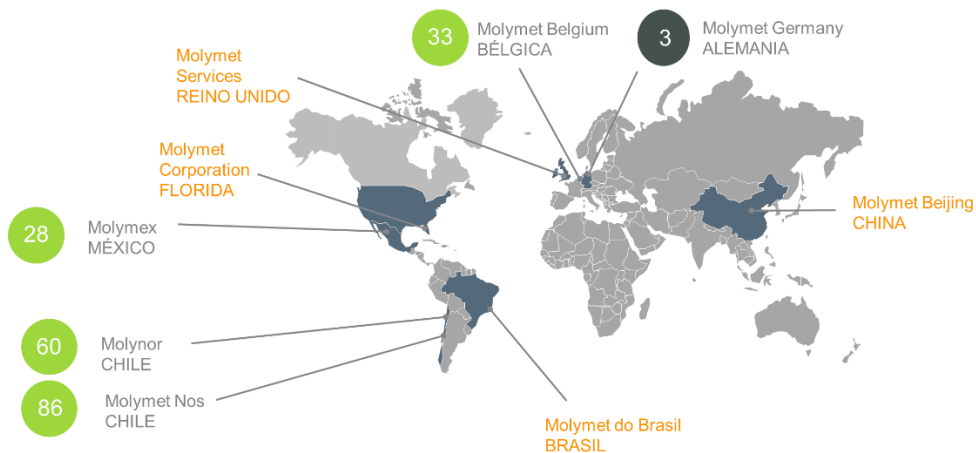 33
Molymet Belgium
BÉLGICA
3
Molymet Germany
ALEMANIA
Molymet
Services
REINO UNIDO
Molymet
Corporation
FLORIDA
28
Molymex
MÉXICO
Molymet Beijing
CHINA
60
Molynor
CHILE
86
Molymet Nos
CHILE
Molymet do Brasil
BRASIL